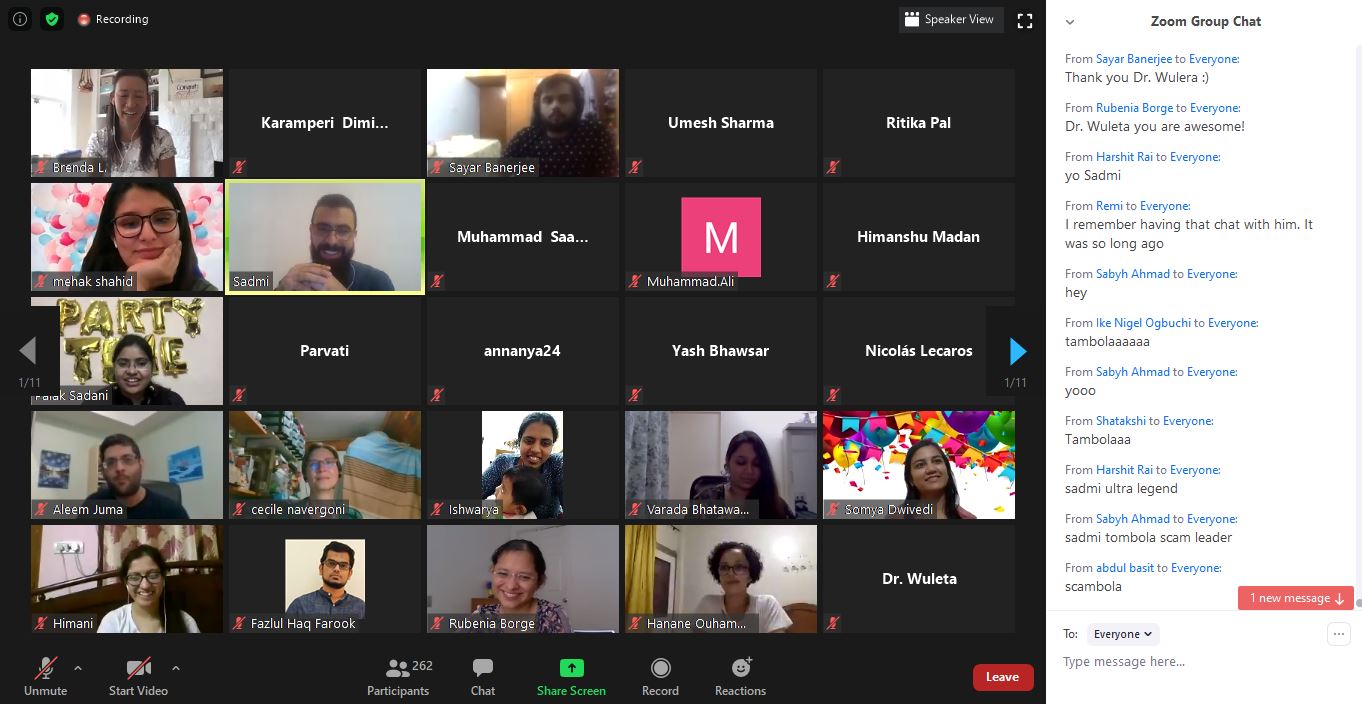 Recording
Speaker View
Brenda L.
Karamperi Dimi...
Sayar Banerjee
Umesh Sharma
Ritika Pal
mehak shahid
Sadmi
Muhammad Saa...
M
Muhammad.Ali
Himanshu Madan
PARTY
TIME
1/11
Palak Sadani
Parvati
annanya24
Yash Bhawsar
Nicolás Lecaros
1/11
Aleem Juma
cecile navergoni
Ishwarya
Varada Bhatawa...
Somya Dwivedi
Himani
Fazlul Haq Farook
Rubenia Borge
Hanane Ouham...
Dr. Wuleta
Unmute
Start Video
262
Participants
Chat
Share Screen
Record
Reactions
Leave
Zoom Group Chat
From Sayar Banerjee to Everyone:
Thank you Dr. Wulera :)
From Rubenia Borge to Everyone:
Dr. Wuleta you are awesome!
From Harshit Rai to Everyone:
yo Sadmi
From Remi to Everyone:
I remember having that chat with him. It
was so long ago
From Sabyh Ahmad to Everyone:
hey
From Ike Nigel Ogbuchi to Everyone:
tambolaaaaaa
From Sabyh Ahmad to Everyone:
yooo
From Shatakshi to Everyone:
Tambolaaa
From Harshit Rai to Everyone:
sadmi ultra legend
From Sabyh Ahmad to Everyone:
sadmi tombola scam leader
From abdul basit to Everyone:
scambola
1 new message
To: Everyone
Type message here...